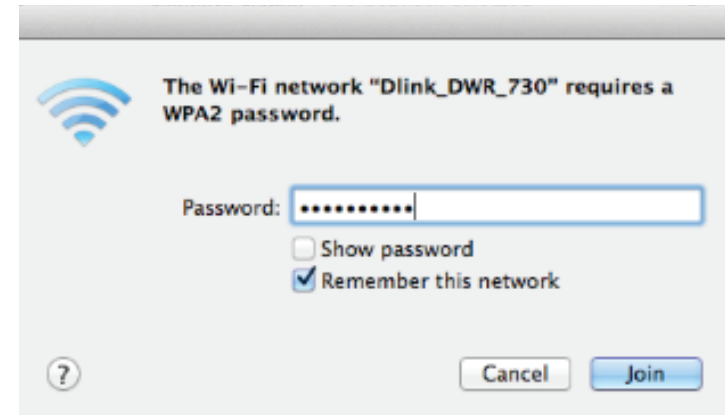 The Wi-Fi network “Dlink_DWR_730” requires a
WPA2 password.
Password: ••••••••••
Show password
Remember this network
? Cancel Join